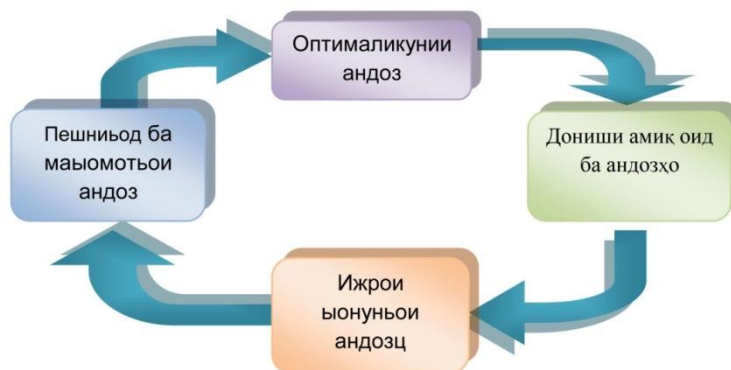 Оптималикунии
андоз
Дониши амиқ оид
ба андозҳо
Ижрои
ыонуньои
андозц
Пешниьод ба
маыомотьои
андоз